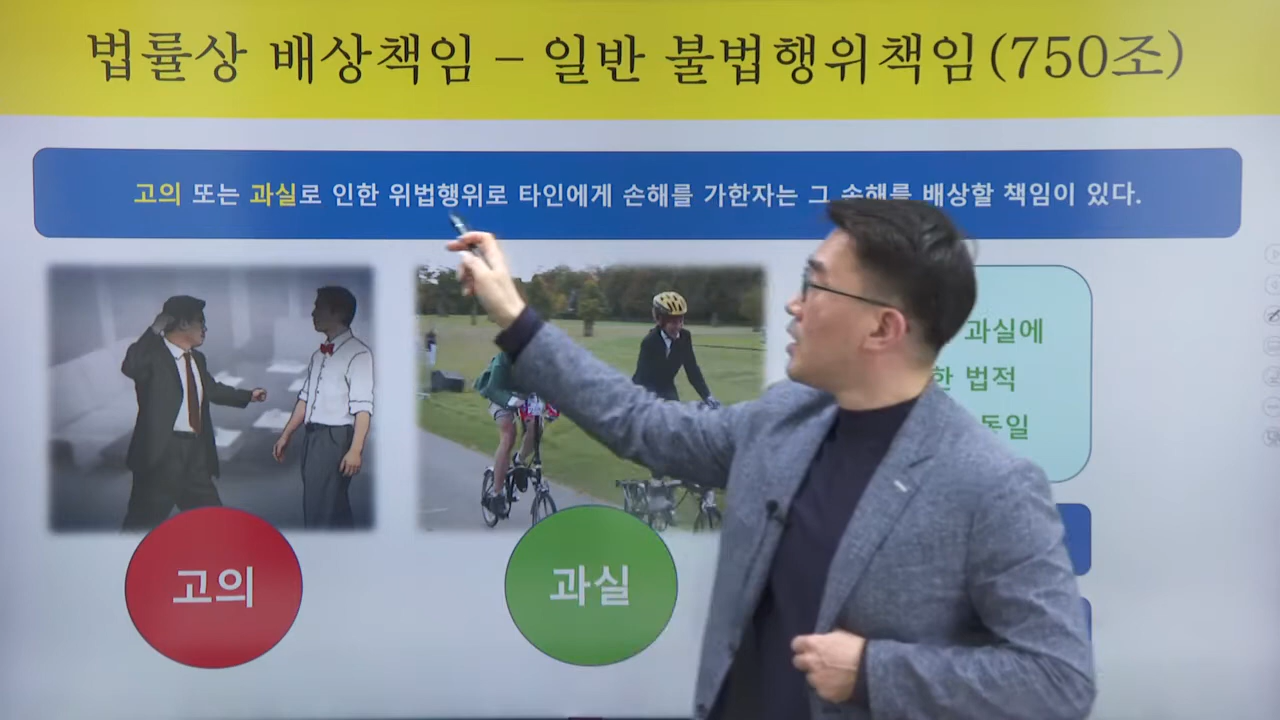 법률상 배상책임 – 일반 불법행위책임(750조)
고의 또는 과실로 인한 위법행위로 타인에게 손해를 가한자는 그 손해를 배상할 책임이 있다.
과실에
한 법적
동일
고의
과실